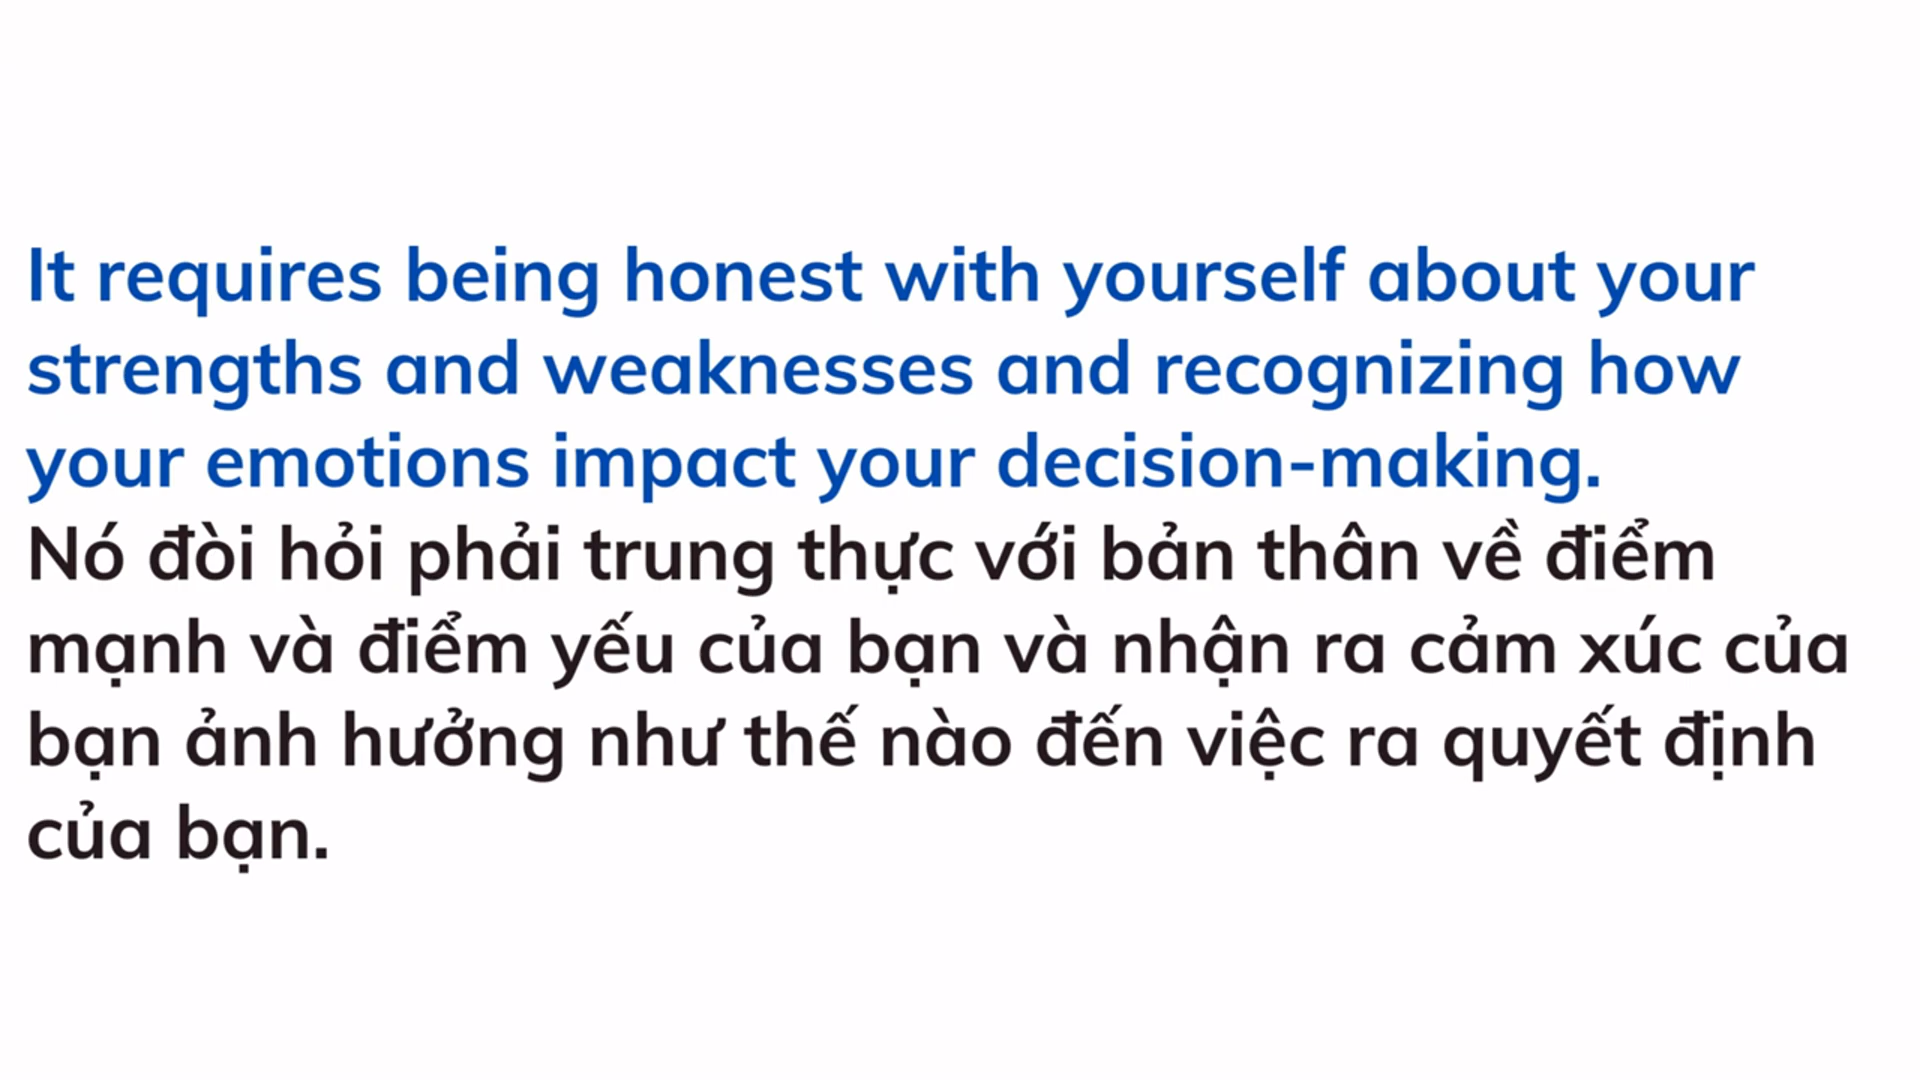 It requires being honest with yourself about your
strengths and weaknesses and recognizing how
your emotions impact your decision-making.
Nó đòi hỏi phải trung thực với bản thân về điểm
mạnh và điểm yếu của bạn và nhận ra cảm xúc của
bạn ảnh hưởng như thế nào đến việc ra quyết định
của bạn.